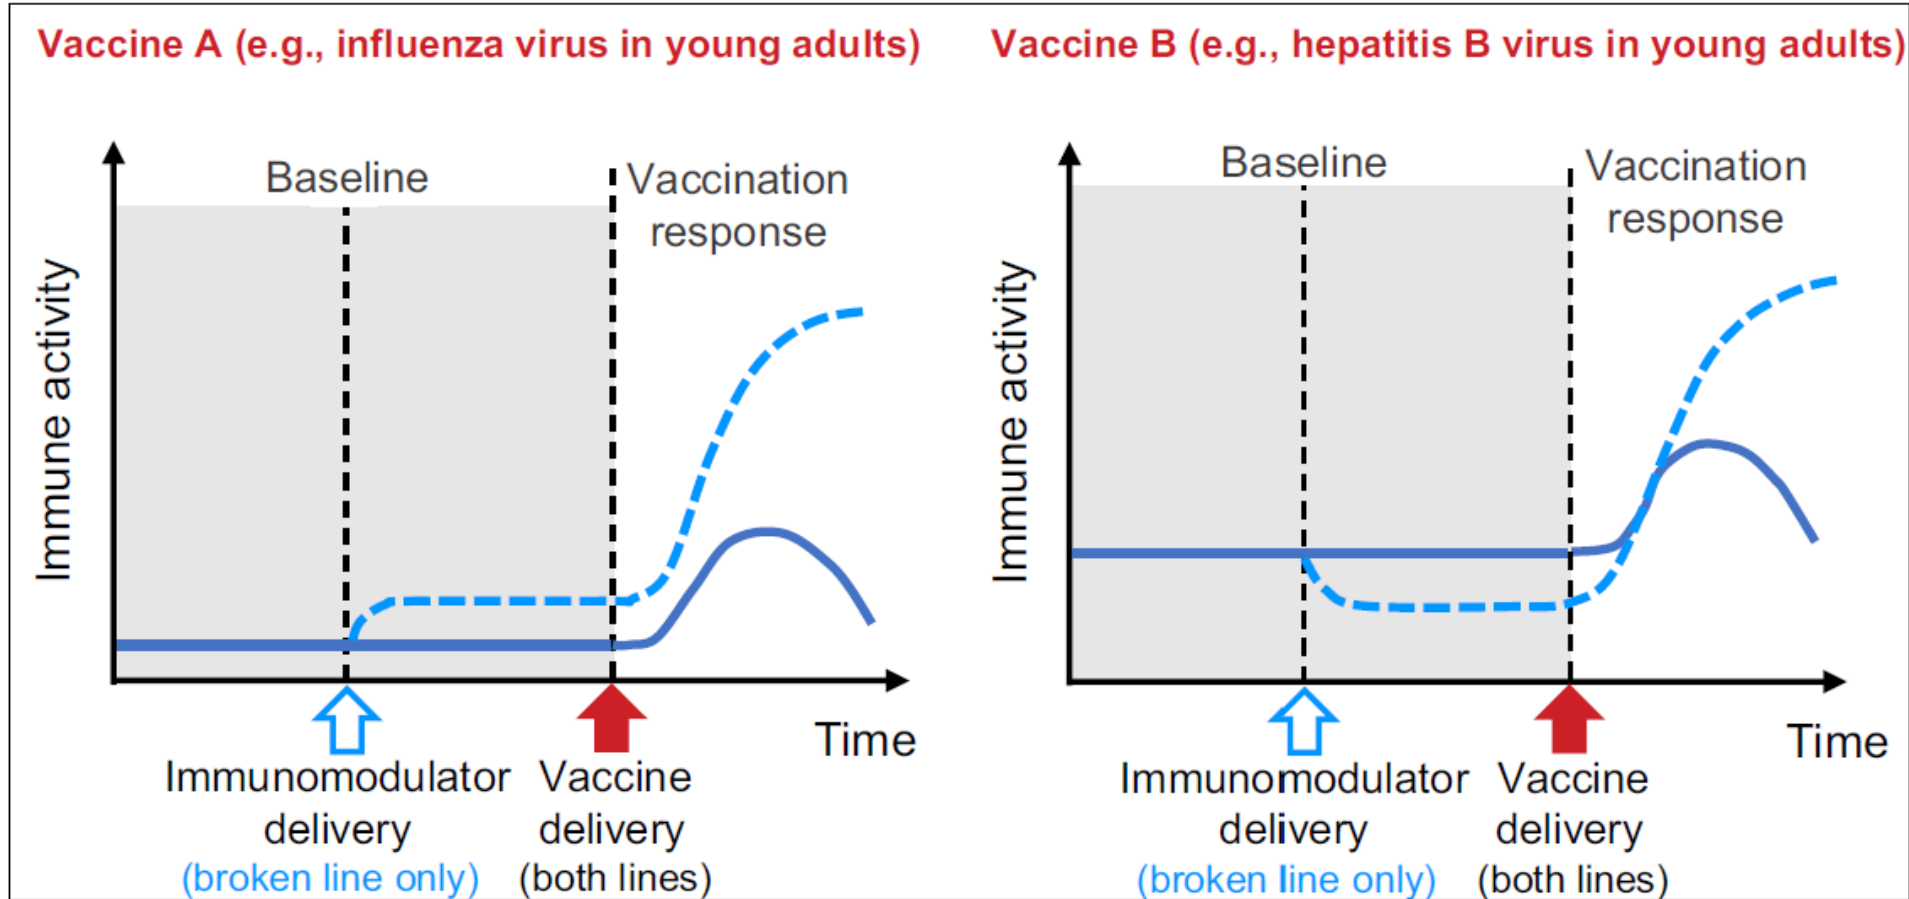 Vaccine A (e.g., influenza virus in young adults)
Baseline
Vaccination
response
Immune activity
Time
Immunomodulator
delivery
(broken line only)
Vaccine
delivery
(both lines)
Vaccine B (e.g., hepatitis B virus in young adults)
Baseline
Vaccination
response
Immune activity
Time
Immunomodulator
delivery
(broken line only)
Vaccine
delivery
(both lines)